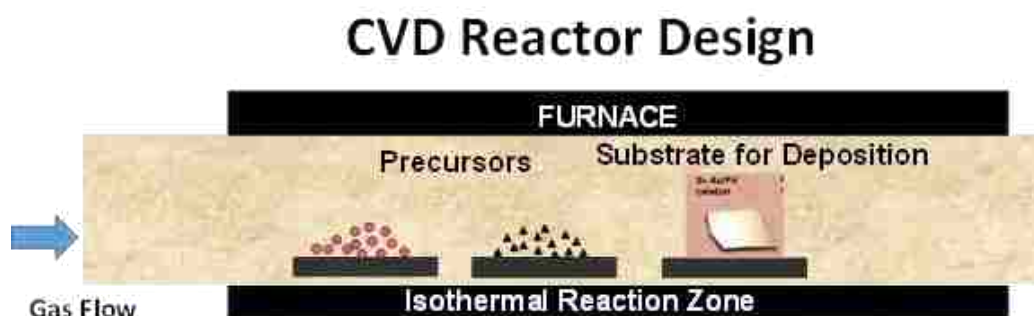 CVD Reactor Design
FURNACE
Precursors
Substrate for Deposition
Gas Flow
Isothermal Reaction Zone